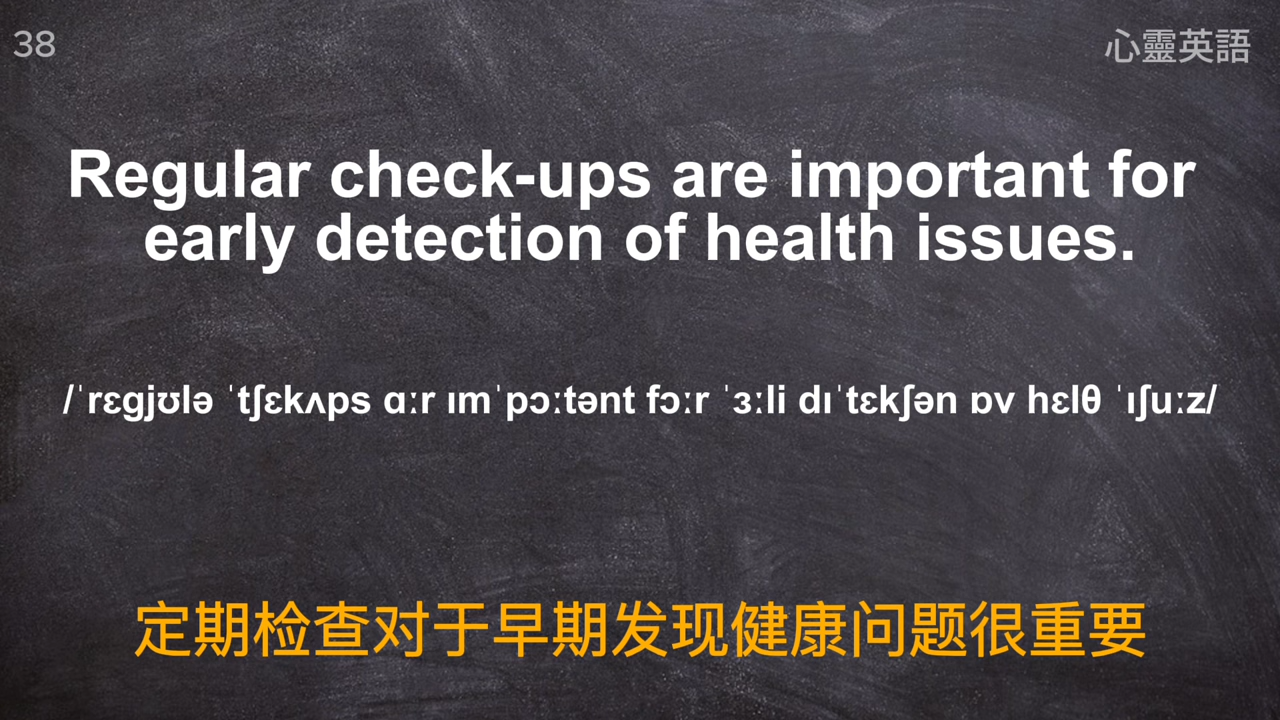 38
心靈英語
Regular check-ups are important for
early detection of health issues.
/ˈrɛgjʊlə ˈtʃɛkʌps ɑːr ɪmˈpɔːtənt fɔːr ˈɜːli dɪˈtɛkʃən ɒv hɛlθ ˈɪʃuːz/
定期检查对于早期发现健康问题很重要